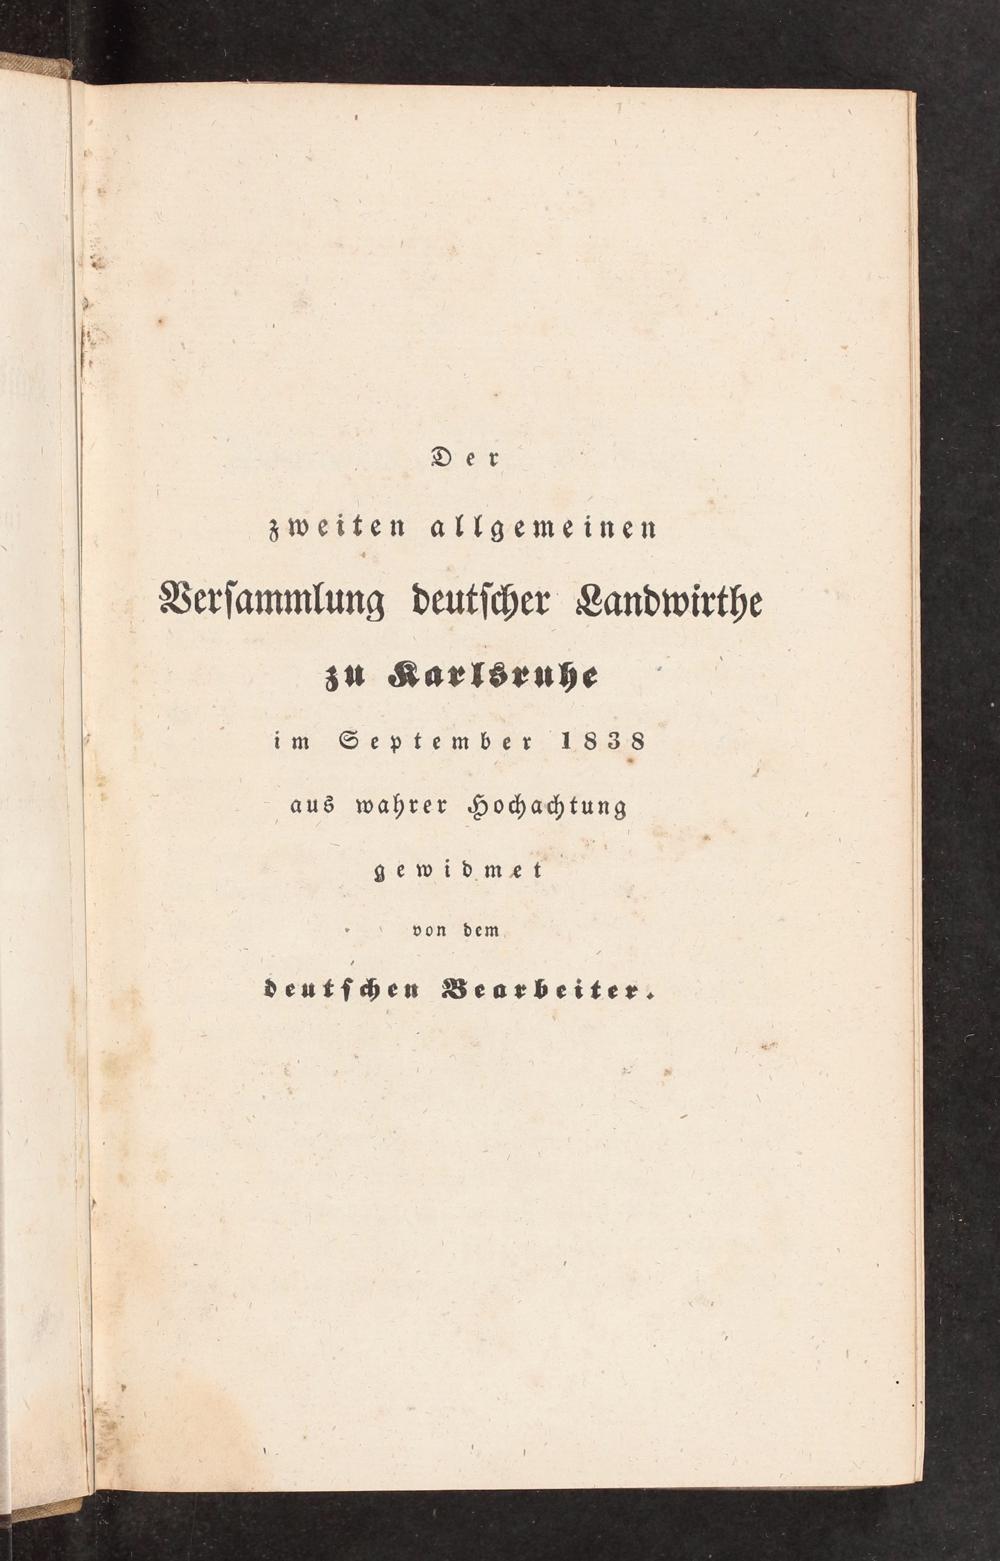 Der
zweiten allgemeinen
Verſammlung deutſcher Landwirthe
zu Karlsruhe
im September 1838
aus wahrer Hochachtung
gewidmet
von dem
deutſchen Bearbeiter.